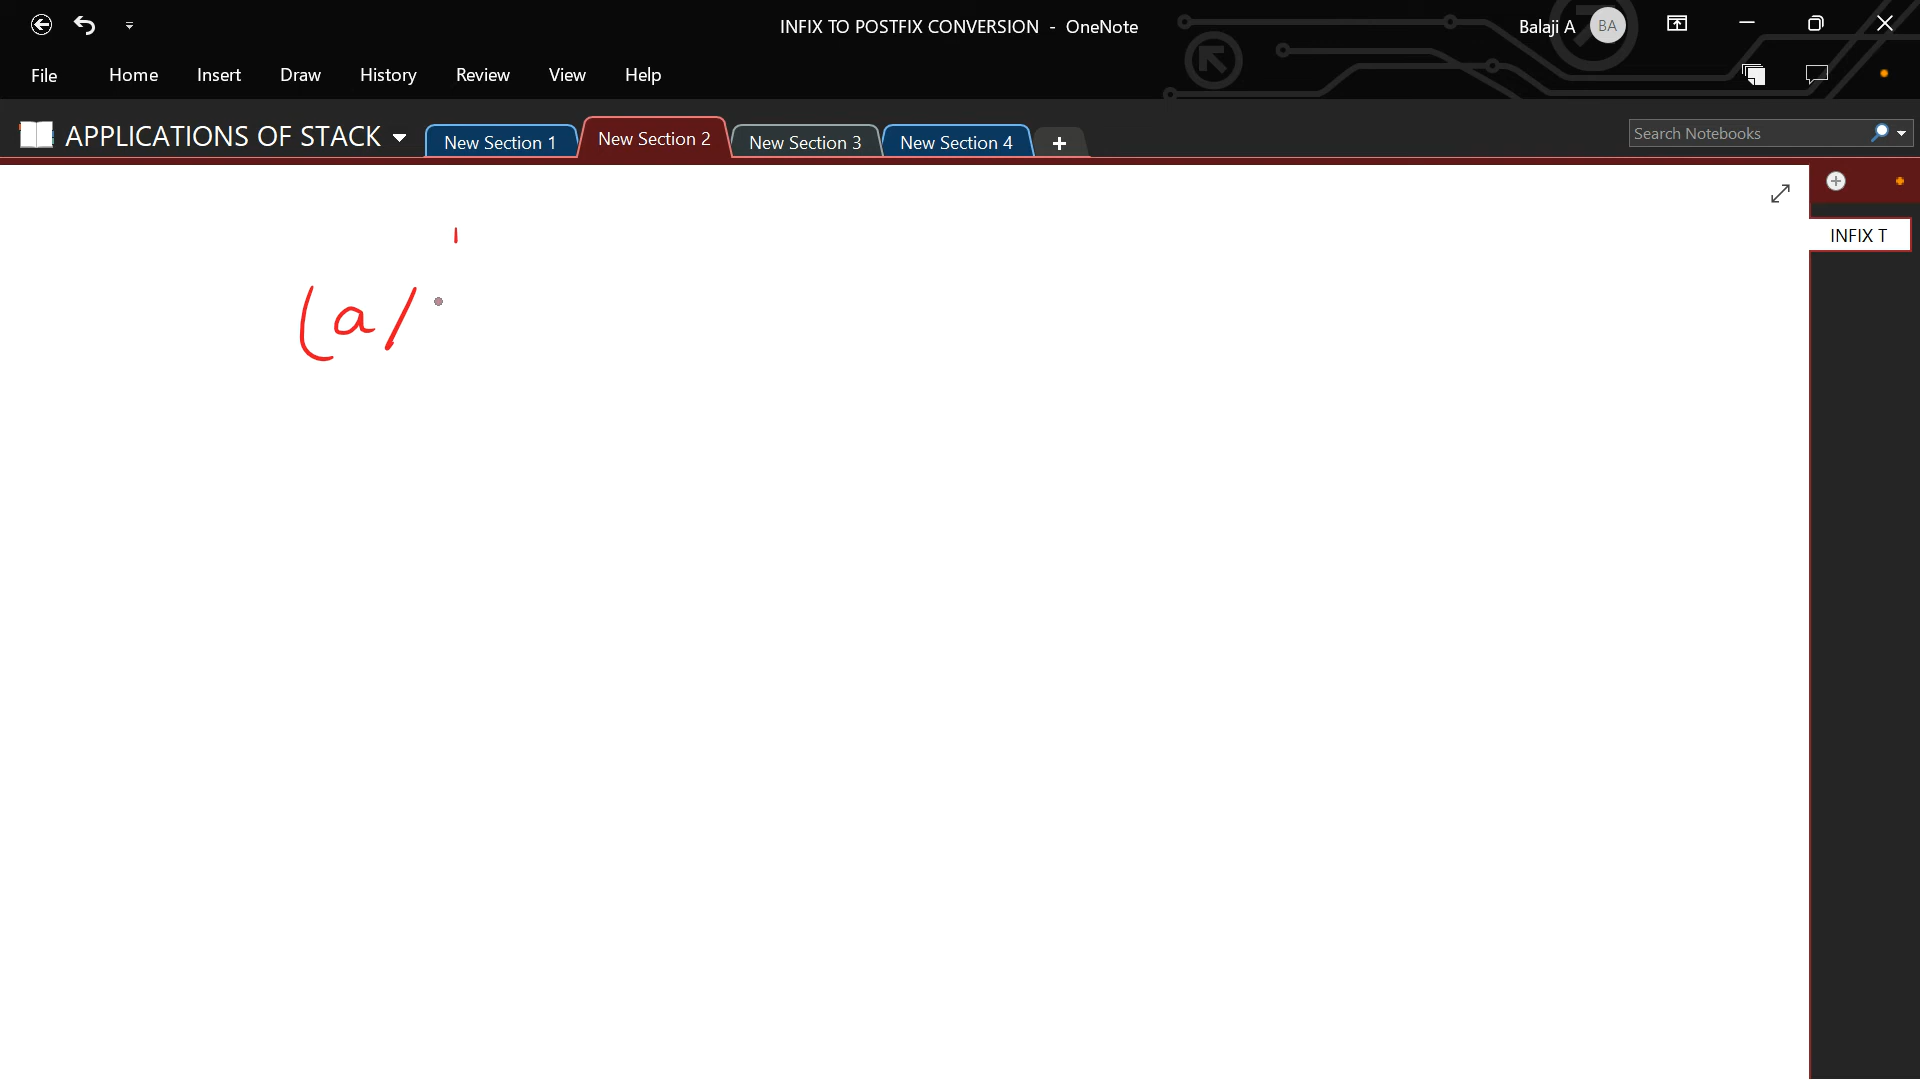 INFIX TO POSTFIX CONVERSION - OneNote
Balaji A BA
File Home Insert Draw History Review View Help
APPLICATIONS OF STACK New Section 1 New Section 2 New Section 3 New Section 4 + Search Notebooks
INFIX T
(a/